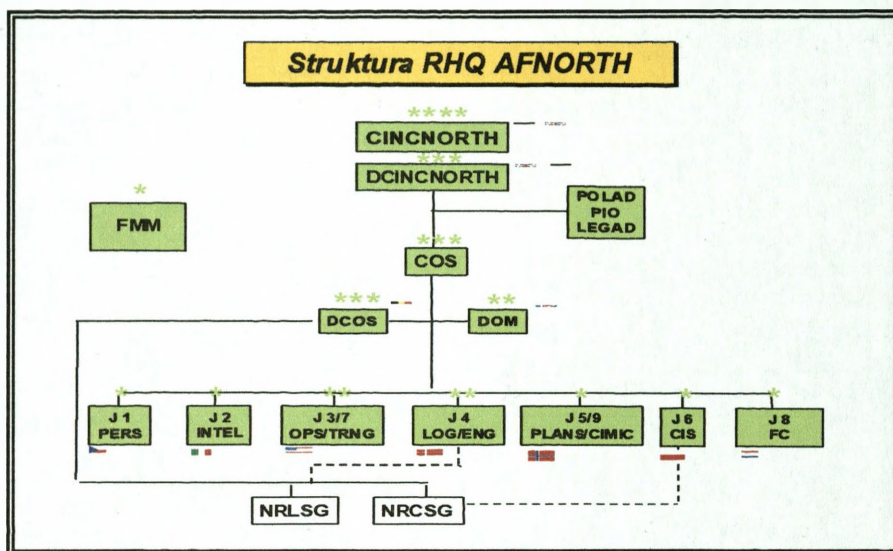 Struktura RHQ AFNORTH
****
CINCNORTH
***
DCINCNORTH
*
FMM
POLAD
PIO
LEGAD
***
COS
***
DCOS
**
DOM
*
J 1
PERS
*
J 2
INTEL
**
J 3/7
OPS/TRNG
**
J 4
LOG/ENG
*
J 5/9
PLANS/CIMIC
*
J 6
CIS
*
J 8
FC
NRLSG
NRCSG